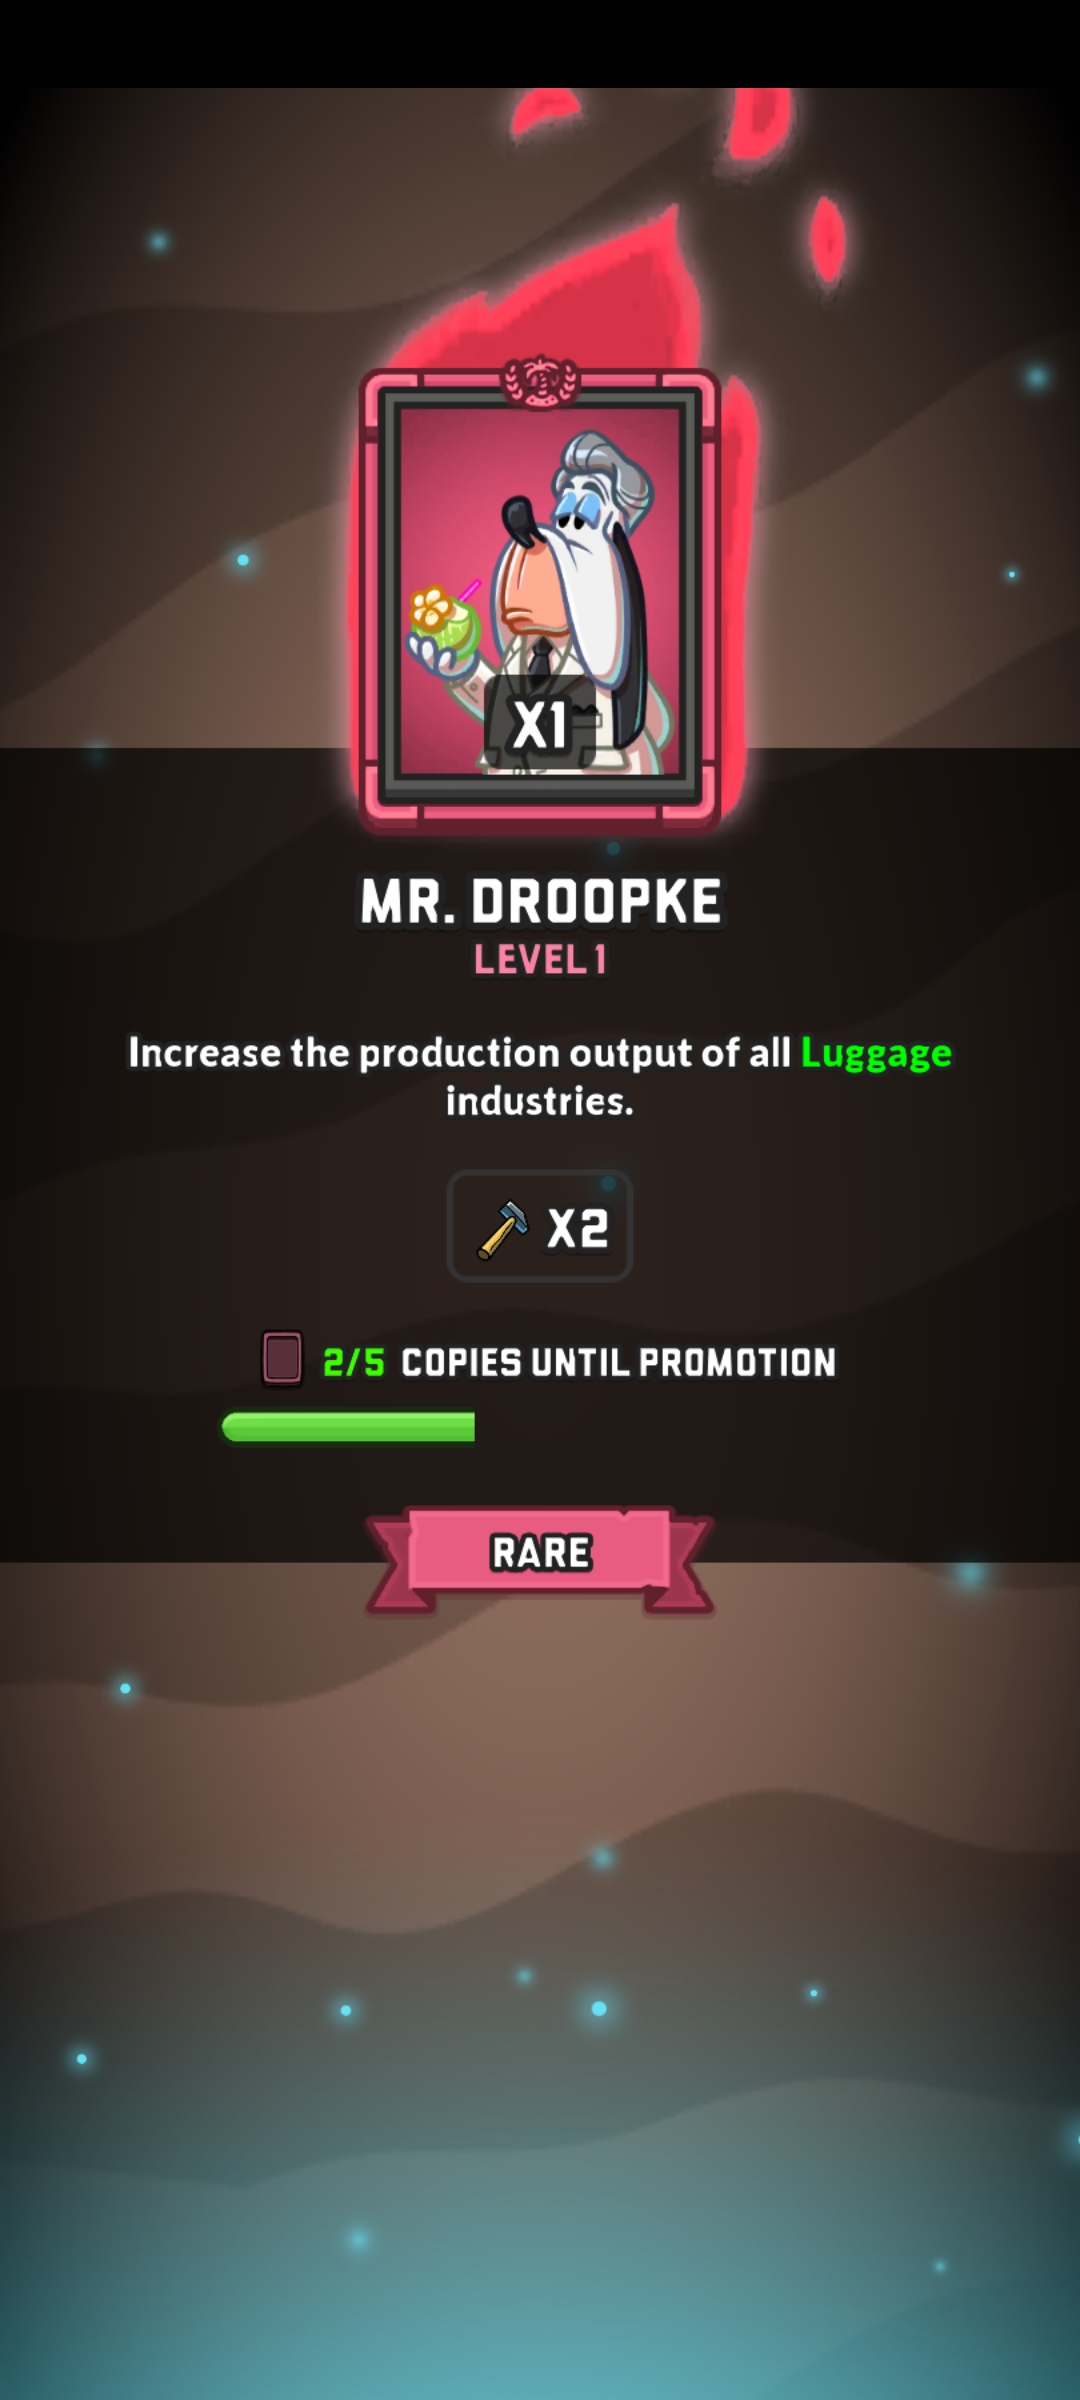 X1
MR. DROOPKE
LEVEL 1
Increase the production output of all Luggage
industries.
X2
2/5 COPIES UNTIL PROMOTION
RARE